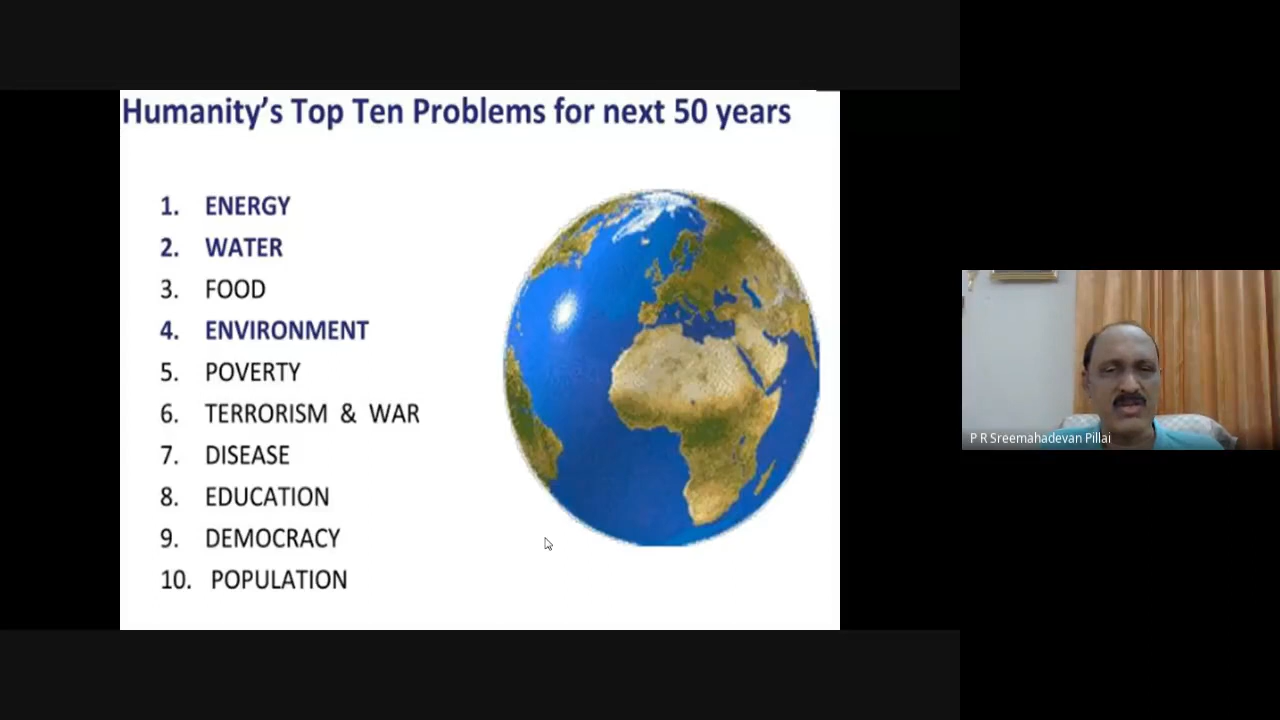 Humanity's Top Ten Problems for next 50 years
1. ENERGY
2. WATER
3. FOOD
4. ENVIRONMENT
5. POVERTY
6. TERRORISM & WAR
7. DISEASE
8. EDUCATION
9. DEMOCRACY
10. POPULATION
P R Sreemahadevan Pillai